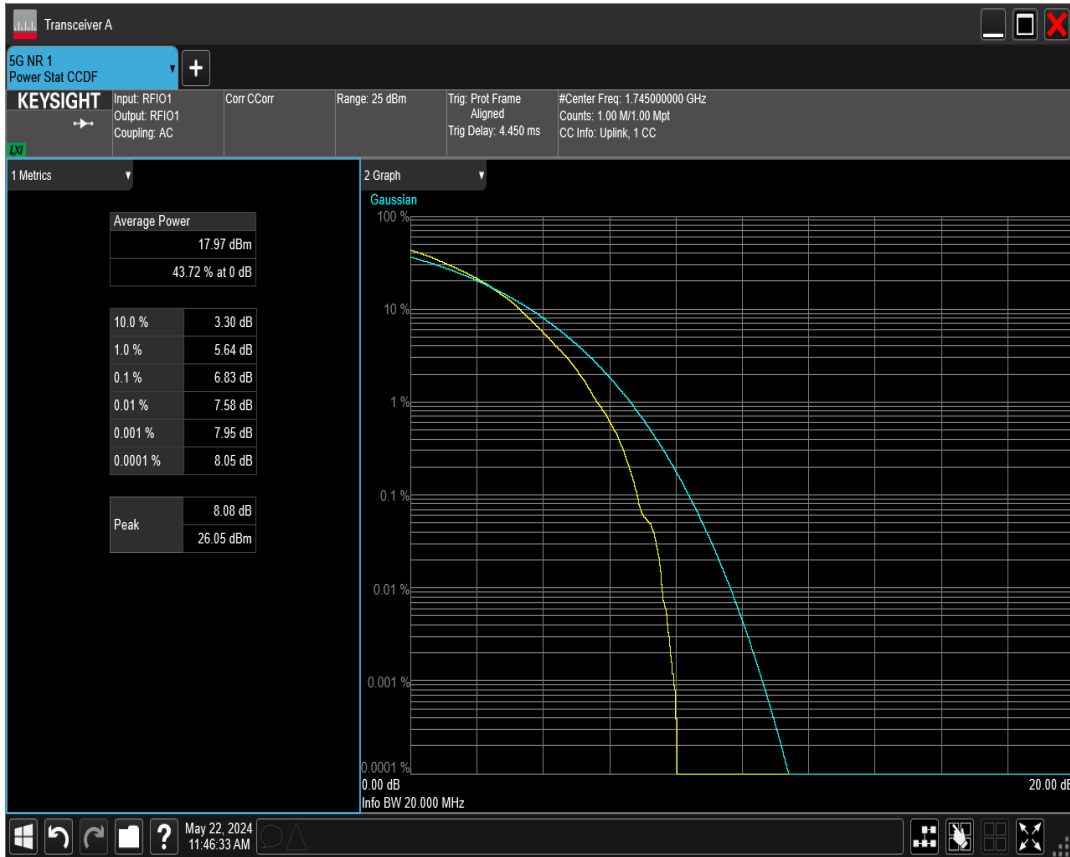 Transceiver A
5G NR 1
Power Stat CCDF
+
KEYSIGHT
LXI
Input: RFIO1
Output: RFIO1
Coupling: AC
Corr CCorr
Range: 25 dBm
Trig: Prot Frame
Aligned
Trig Delay: 4.450 ms
#Center Freq: 1.745000000 GHz
Counts: 1.00 M/1.00 Mpt
CC Info: Uplink, 1 CC
1 Metrics
Average Power
17.97 dBm
43.72 % at 0 dB
10.0 % 3.30 dB
1.0 % 5.64 dB
0.1 % 6.83 dB
0.01 % 7.58 dB
0.001 % 7.95 dB
0.0001 % 8.05 dB
Peak
8.08 dB
26.05 dBm
2 Graph
Gaussian
100 %
10 %
1 %
0.1 %
0.01 %
0.001 %
0.0001 %
0.00 dB 20.00 dB
Info BW 20.000 MHz
?
May 22, 2024
11:46:33 AM